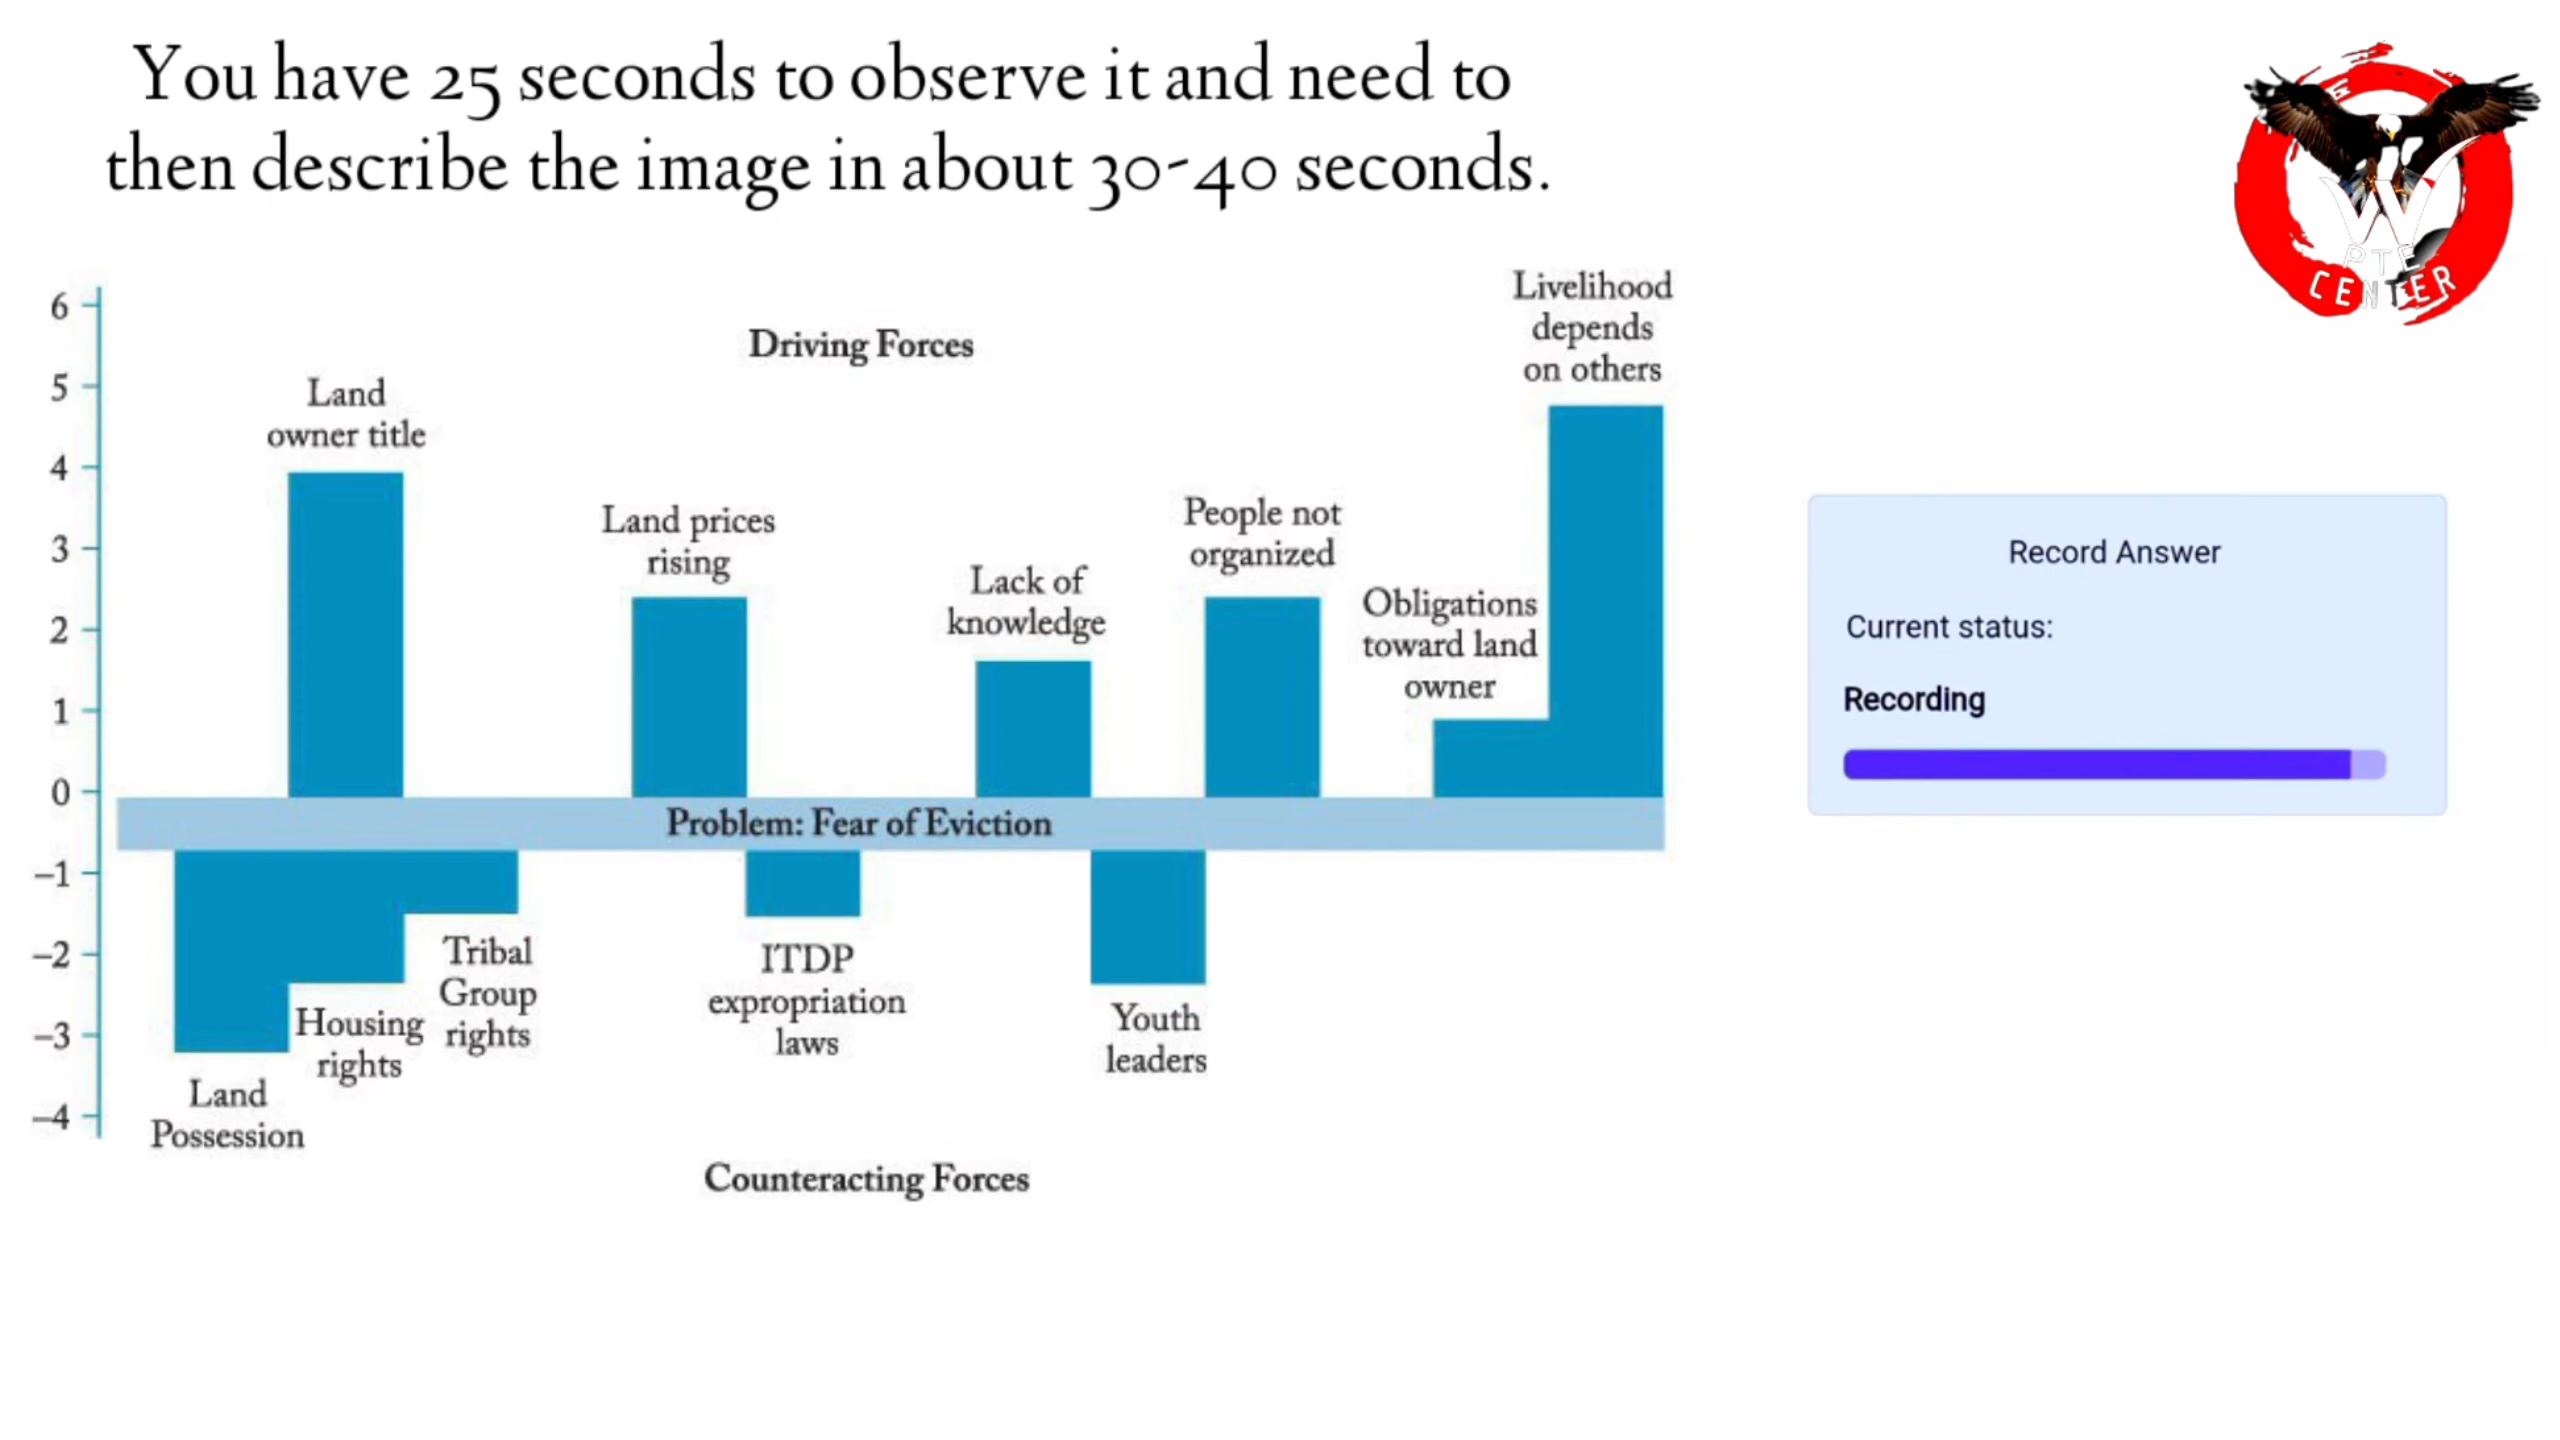 You have 25 seconds to observe it and need to
then describe the image in about 30-40 seconds.
PTE
CENTER
6
5
4
3
2
1
0
–1
–2
–3
–4
Driving Forces
Land
owner title
Land prices
rising
Lack of
knowledge
People not
organized
Obligations
toward land
owner
Livelihood
depends
on others
Problem: Fear of Eviction
Land
Possession
Housing
rights
Tribal
Group
rights
ITDP
expropriation
laws
Youth
leaders
Counteracting Forces
Record Answer
Current status:
Recording